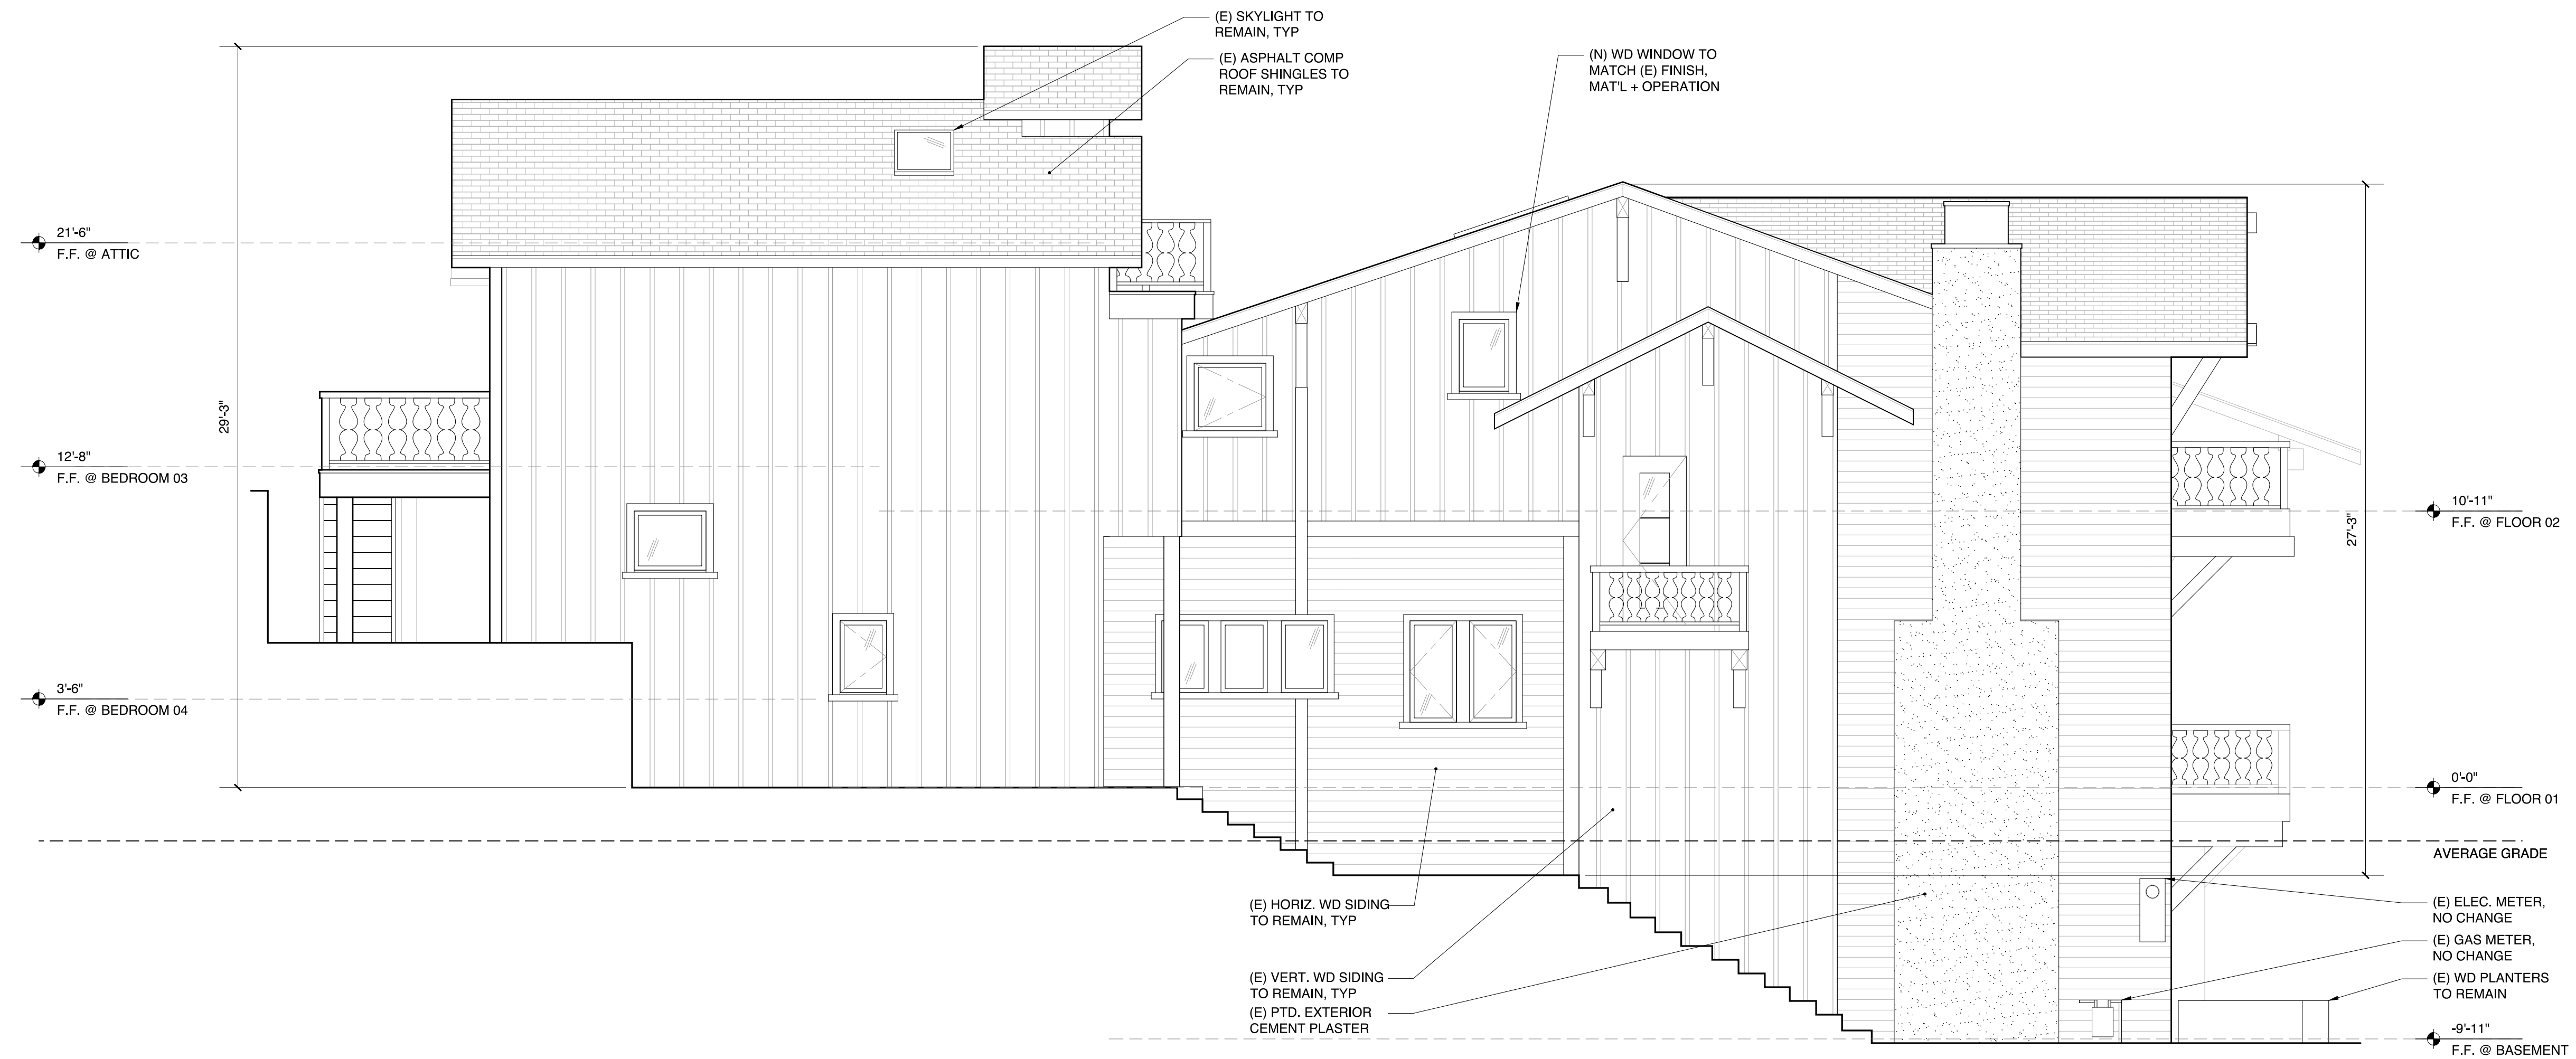 (E) SKYLIGHT TO
REMAIN, TYP
(E) ASPHALT COMP
ROOF SHINGLES TO
REMAIN, TYP
(N) WD WINDOW TO
MATCH (E) FINISH,
MAT'L + OPERATION
21'-6"
F.F. @ ATTIC
29'-3"
12'-8"
F.F. @ BEDROOM 03
3'-6"
F.F. @ BEDROOM 04
10'-11"
F.F. @ FLOOR 02
27'-3"
0'-0"
F.F. @ FLOOR 01
AVERAGE GRADE
(E) HORIZ. WD SIDING
TO REMAIN, TYP
(E) VERT. WD SIDING
TO REMAIN, TYP
(E) PTD. EXTERIOR
CEMENT PLASTER
(E) ELEC. METER,
NO CHANGE
(E) GAS METER,
NO CHANGE
(E) WD PLANTERS
TO REMAIN
-9'-11"
F.F. @ BASEMENT